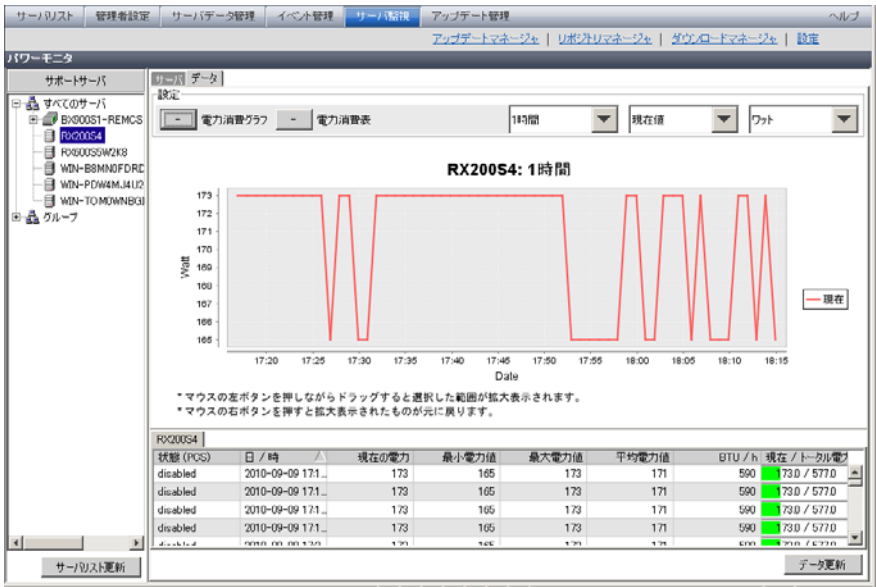 サーバリスト 管理者設定 サーバデータ管理 イベント管理 サーバ監視 アップデート管理 ヘルプ
アップデートマネージャ | リポジトリマネージャ | ダウンロードマネージャ | 設定
パワーモニタ
サポートサーバ
すべてのサーバ
BX900S1-REMCS
RX200S4
RX600S5W2K8
WIN-B8MN0FDRD
WIN-PDW4MJ4U2
WIN-TOMOWNBGI
グループ
サーバリスト更新
サーバ データ
設定
- 電力消費グラフ - 電力消費表 1時間 現在値 ワット
RX200S4: 1時間
Watt
173
172
171
170
169
168
167
166
165
17:20 17:25 17:30 17:35 17:40 17:45 17:50 17:55 18:00 18:05 18:10 18:15
Date
現在
*マウスの左ボタンを押しながらドラッグすると選択した範囲が拡大表示されます。
*マウスの右ボタンを押すと拡大表示されたものが元に戻ります。
RX200S4
状態 (PCS) 日 / 時 現在の電力 最小電力値 最大電力値 平均電力値 BTU / h 現在 / トータル電力
disabled 2010-09-09 17:1... 173 165 173 171 590 173.0 / 577.0
disabled 2010-09-09 17:1... 173 165 173 171 590 173.0 / 577.0
disabled 2010-09-09 17:1... 173 165 173 171 590 173.0 / 577.0
disabled 2010-09-09 17:1... 173 165 173 171 590 173.0 / 577.0
データ更新